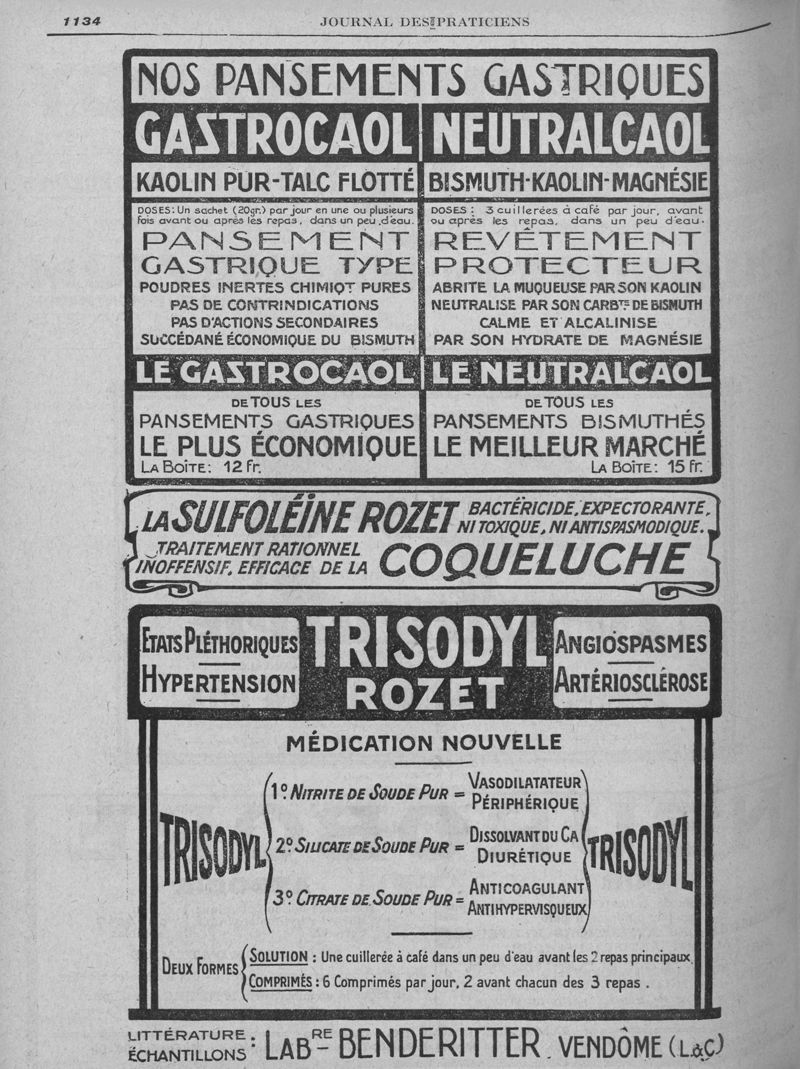 1134
JOURNAL DES PRATICIENS
NOS PANSEMENTS GASTRIQUES
GASTROCAOL
KAOLIN PUR-TALC FLOTTÉ
DOSES: Un sachet (20gr.) par jour en une ou plusieurs
fois avant ou après les repas, dans un peu d'eau.
PANSEMENT
GASTRIQUE TYPE
POUDRES INERTES CHIMIQT PURES
PAS DE CONTRINDICATIONS
PAS D'ACTIONS SECONDAIRES
SUCCÉDANÉ ÉCONOMIQUE DU BISMUTH
LE GASTROCAOL
DE TOUS LES
PANSEMENTS GASTRIQUES
LE PLUS ÉCONOMIQUE
LA BOÎTE: 12 Fr.
NEUTRALCAOL
BISMUTH-KAOLIN-MAGNÉSIE
DOSES: 3 cuillerées à café par jour, avant
ou après les repas, dans un peu d'eau.
REVÊTEMENT
PROTECTEUR
ABRITE LA MUQUEUSE PAR SON KAOLIN
NEUTRALISE PAR SON CARBTE DE BISMUTH
CALME ET ALCALINISE
PAR SON HYDRATE DE MAGNÉSIE
LE NEUTRALCAOL
DE TOUS LES
PANSEMENTS BISMUTHÉS
LE MEILLEUR MARCHÉ
LA BOÎTE: 15 Fr.
LA SULFOLÉINE ROZET
BACTÉRICIDE, EXPECTORANTE,
NI TOXIQUE, NI ANTISPASMODIQUE.
TRAITEMENT RATIONNEL
INOFFENSIF, EFFICACE DE LA
COQUELUCHE
ETATS PLÉTHORIQUES
HYPERTENSION
TRISODYL
ROZET
ANGIOSPASMES
ARTÉRIOSCLÉROSE
MÉDICATION NOUVELLE
TRISODYL
1º. NITRITE DE SOUDE PUR = VASODILATATEUR
PÉRIPHÉRIQUE
2º. SILICATE DE SOUDE PUR = DISSOLVANT DU CA
DIURÉTIQUE
3º. CITRATE DE SOUDE PUR = ANTICOAGULANT
ANTIHYPERVISQUEUX
TRISODYL
DEUX FORMES
SOLUTION : Une cuillerée à café dans un peu d'eau avant les 2 repas principaux.
COMPRIMÉS : 6 Comprimés par jour, 2 avant chacun des 3 repas.
LITTÉRATURE
ÉCHANTILLONS : LABRE BENDERITTER. VENDÔME (L&C)